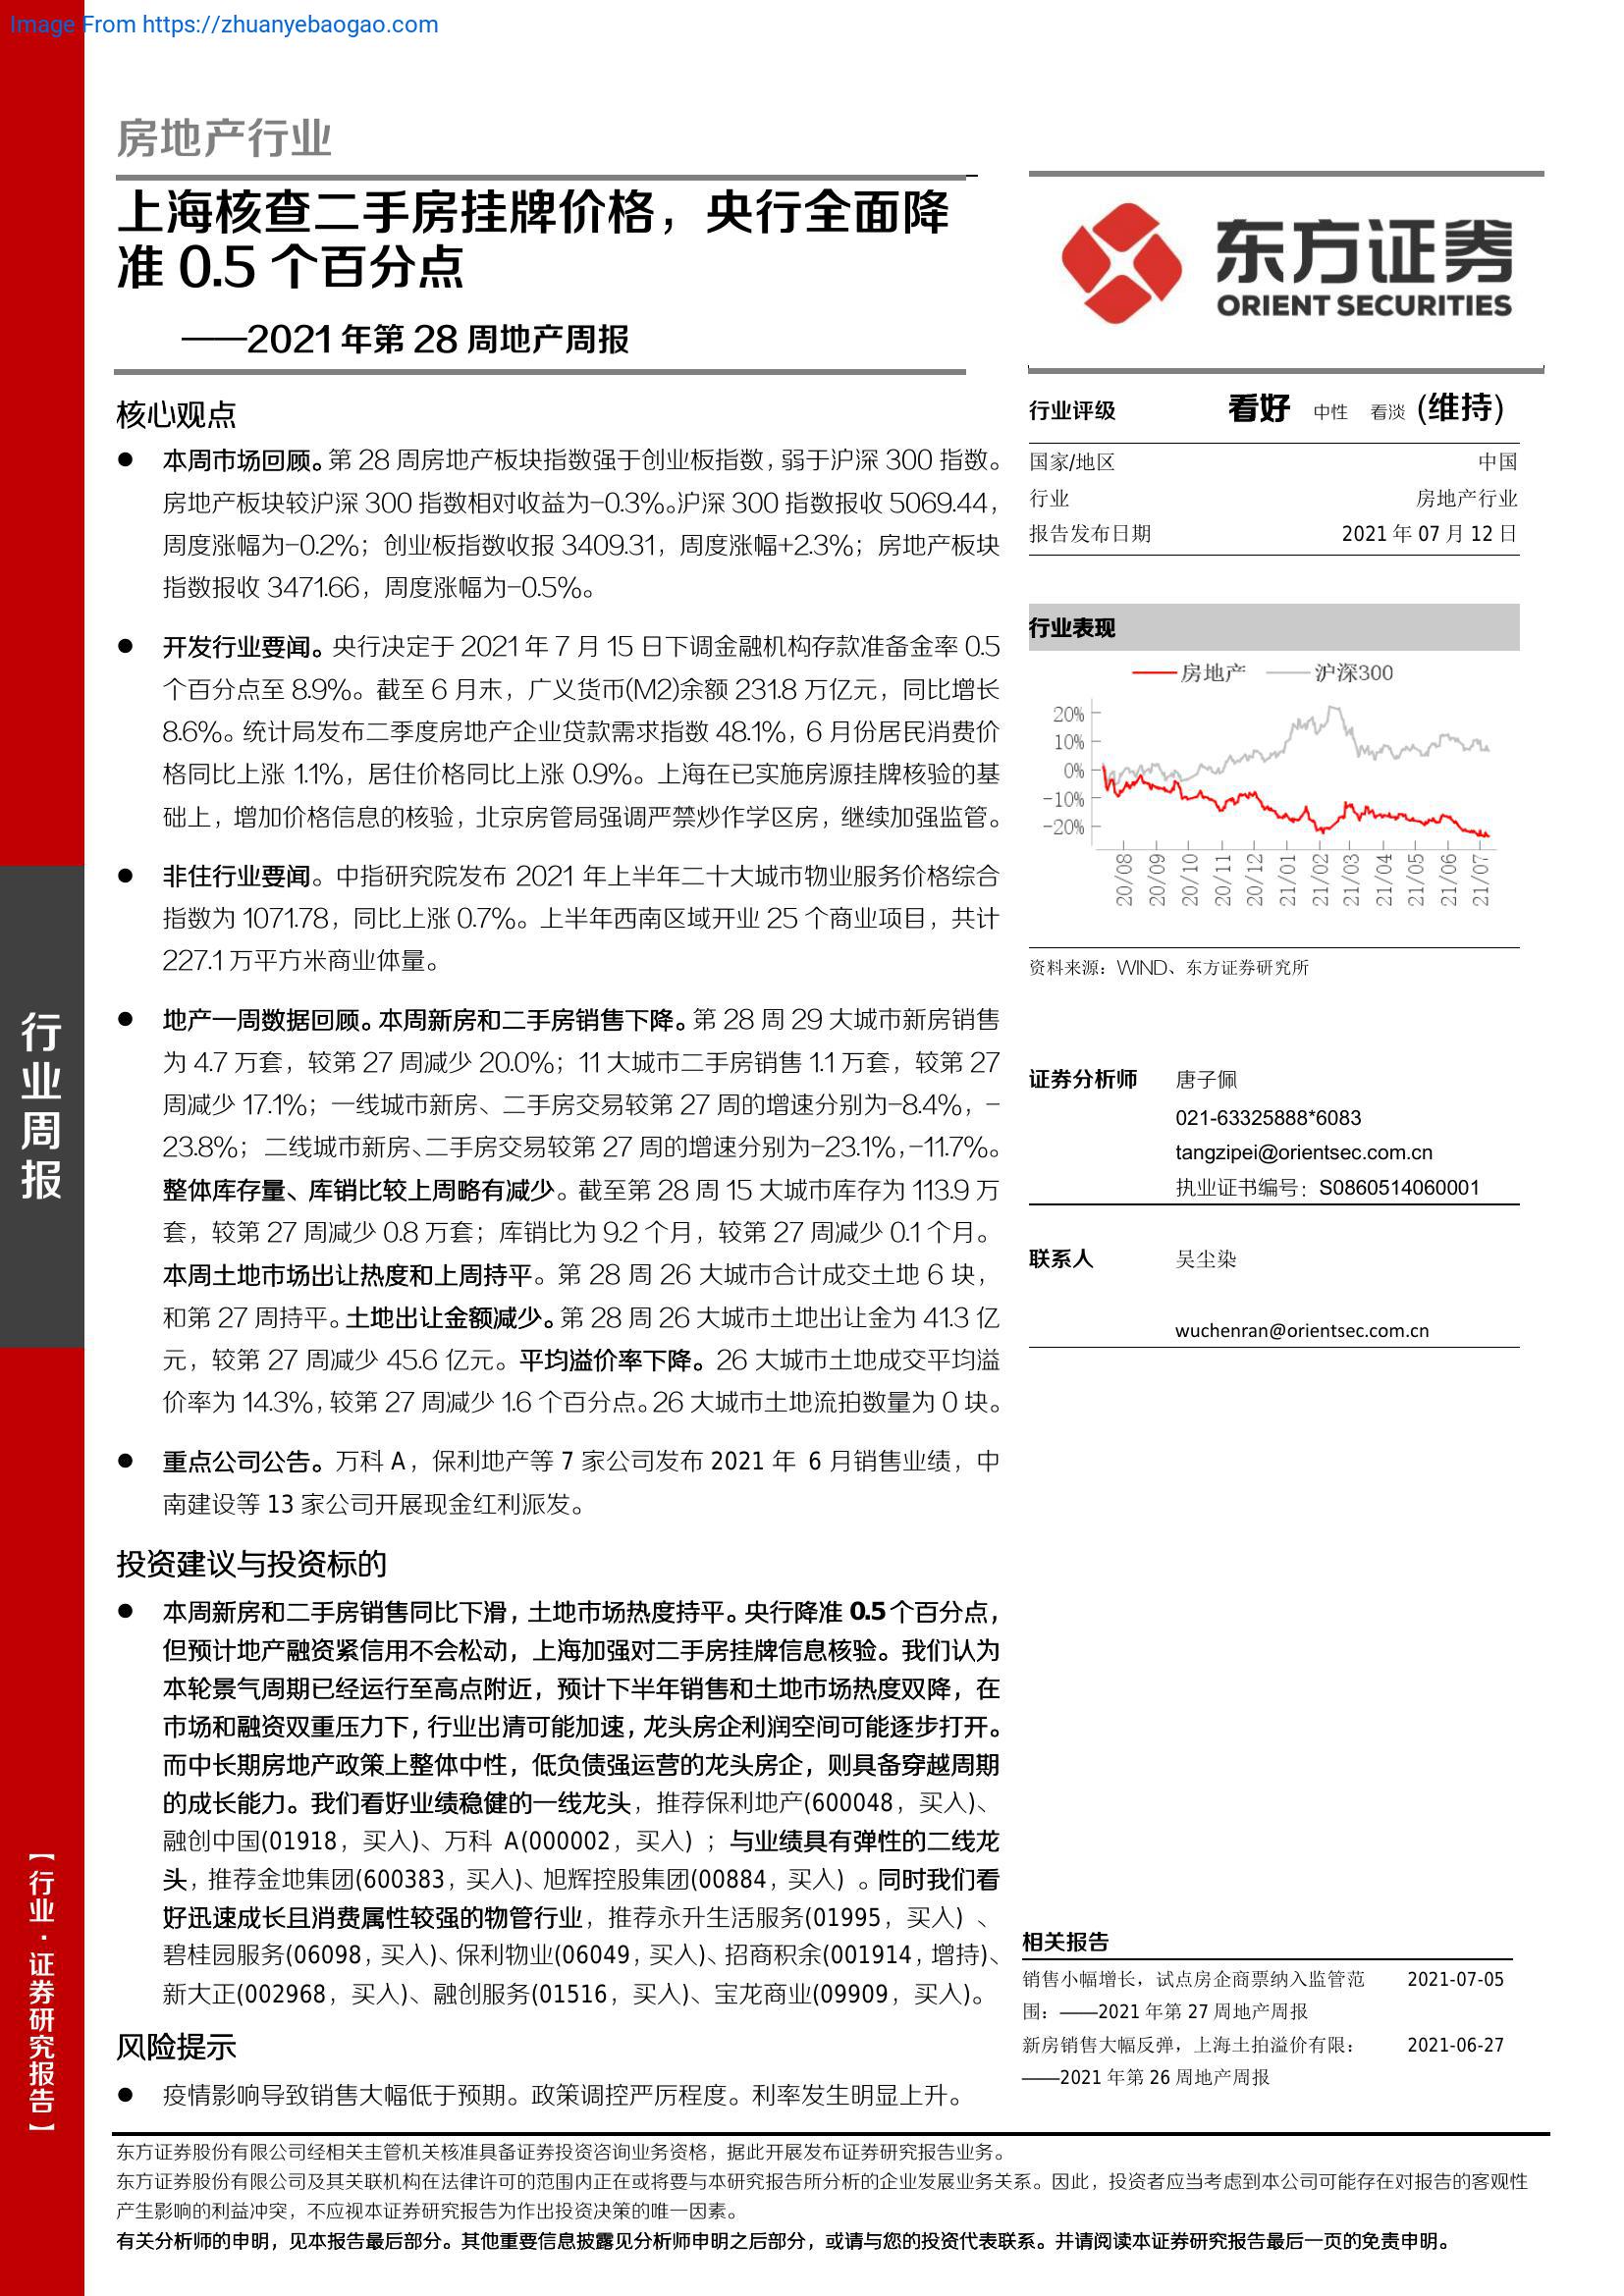 Image From https://zhuanyebaogao.com
房地产行业
上海核查二手房挂牌价格，央行全面降
准 0.5 个百分点
——2021 年第 28 周地产周报
东方证券
ORIENT SECURITIES
核心观点
● 本周市场回顾。第 28 周房地产板块指数强于创业板指数，弱于沪深 300 指数。
房地产板块较沪深 300 指数相对收益为-0.3%。沪深 300 指数报收 5069.44，
周度涨幅为-0.2%；创业板指数收报 3409.31，周度涨幅+2.3%；房地产板块
指数报收 3471.66，周度涨幅为-0.5%。
● 开发行业要闻。央行决定于 2021 年 7 月 15 日下调金融机构存款准备金率 0.5
个百分点至 8.9%。截至 6 月末，广义货币(M2)余额 231.8 万亿元，同比增长
8.6%。统计局发布二季度房地产企业贷款需求指数 48.1%，6 月份居民消费价
格同比上涨 1.1%，居住价格同比上涨 0.9%。上海在已实施房源挂牌核验的基
础上，增加价格信息的核验，北京房管局强调严禁炒作学区房，继续加强监管。
● 非住行业要闻。中指研究院发布 2021 年上半年二十大城市物业服务价格综合
指数为 1071.78，同比上涨 0.7%。上半年西南区域开业 25 个商业项目，共计
227.1 万平方米商业体量。
● 地产一周数据回顾。本周新房和二手房销售下降。第 28 周 29 大城市新房销售
为 4.7 万套，较第 27 周减少 20.0%；11 大城市二手房销售 1.1 万套，较第 27
周减少 17.1%；一线城市新房、二手房交易较第 27 周的增速分别为-8.4%，-
23.8%；二线城市新房、二手房交易较第 27 周的增速分别为-23.1%，-11.7%。
整体库存量、库销比较上周略有减少。截至第 28 周 15 大城市库存为 113.9 万
套，较第 27 周减少 0.8 万套；库销比为 9.2 个月，较第 27 周减少 0.1 个月。
本周土地市场出让热度和上周持平。第 28 周 26 大城市合计成交土地 6 块，
和第 27 周持平。土地出让金额减少。第 28 周 26 大城市土地出让金为 41.3 亿
元，较第 27 周减少 45.6 亿元。平均溢价率下降。26 大城市土地成交平均溢
价率为 14.3%，较第 27 周减少 1.6 个百分点。26 大城市土地流拍数量为 0 块。
● 重点公司公告。万科 A，保利地产等 7 家公司发布 2021 年 6 月销售业绩，中
南建设等 13 家公司开展现金红利派发。
投资建议与投资标的
● 本周新房和二手房销售同比下滑，土地市场热度持平。央行降准 0.5 个百分点，
但预计地产融资紧信用不会松动，上海加强对二手房挂牌信息核验。我们认为
本轮景气周期已经运行至高点附近，预计下半年销售和土地市场热度双降，在
市场和融资双重压力下，行业出清可能加速，龙头房企利润空间可能逐步打开。
而中长期房地产政策上整体中性，低负债强运营的龙头房企，则具备穿越周期
的成长能力。我们看好业绩稳健的一线龙头，推荐保利地产(600048，买入)、
融创中国(01918，买入)、万科 A(000002，买入) ；与业绩具有弹性的二线龙
头，推荐金地集团(600383，买入)、旭辉控股集团(00884，买入) 。同时我们看
好迅速成长且消费属性较强的物管行业，推荐永升生活服务(01995，买入) 、
碧桂园服务(06098，买入)、保利物业(06049，买入)、招商积余(001914，增持)、
新大正(002968，买入)、融创服务(01516，买入)、宝龙商业(09909，买入)。
风险提示
● 疫情影响导致销售大幅低于预期。政策调控严厉程度。利率发生明显上升。
行业评级 看好 中性 看淡 (维持)
国家/地区 中国
行业 房地产行业
报告发布日期 2021 年 07 月 12 日
行业表现
房地产 沪深300
20%
10%
0%
-10%
-20%
20/08 20/09 20/10 20/11 20/12 21/01 21/02 21/03 21/04 21/05 21/06 21/07
资料来源：WIND、东方证券研究所
证券分析师 唐子佩
021-63325888*6083
tangzipei@orientsec.com.cn
执业证书编号：S0860514060001
联系人 吴尘染
wuchenran@orientsec.com.cn
相关报告
销售小幅增长，试点房企商票纳入监管范 2021-07-05
围：——2021 年第 27 周地产周报
新房销售大幅反弹，上海土拍溢价有限： 2021-06-27
——2021 年第 26 周地产周报
行业周报
【行业·证券研究报告】
东方证券股份有限公司经相关主管机关核准具备证券投资咨询业务资格，据此开展发布证券研究报告业务。
东方证券股份有限公司及其关联机构在法律许可的范围内正在或将要与本研究报告所分析的企业发展业务关系。因此，投资者应当考虑到本公司可能存在对报告的客观性
产生影响的利益冲突，不应视本证券研究报告为作出投资决策的唯一因素。
有关分析师的申明，见本报告最后部分。其他重要信息披露见分析师申明之后部分，或请与您的投资代表联系。并请阅读本证券研究报告最后一页的免责申明。